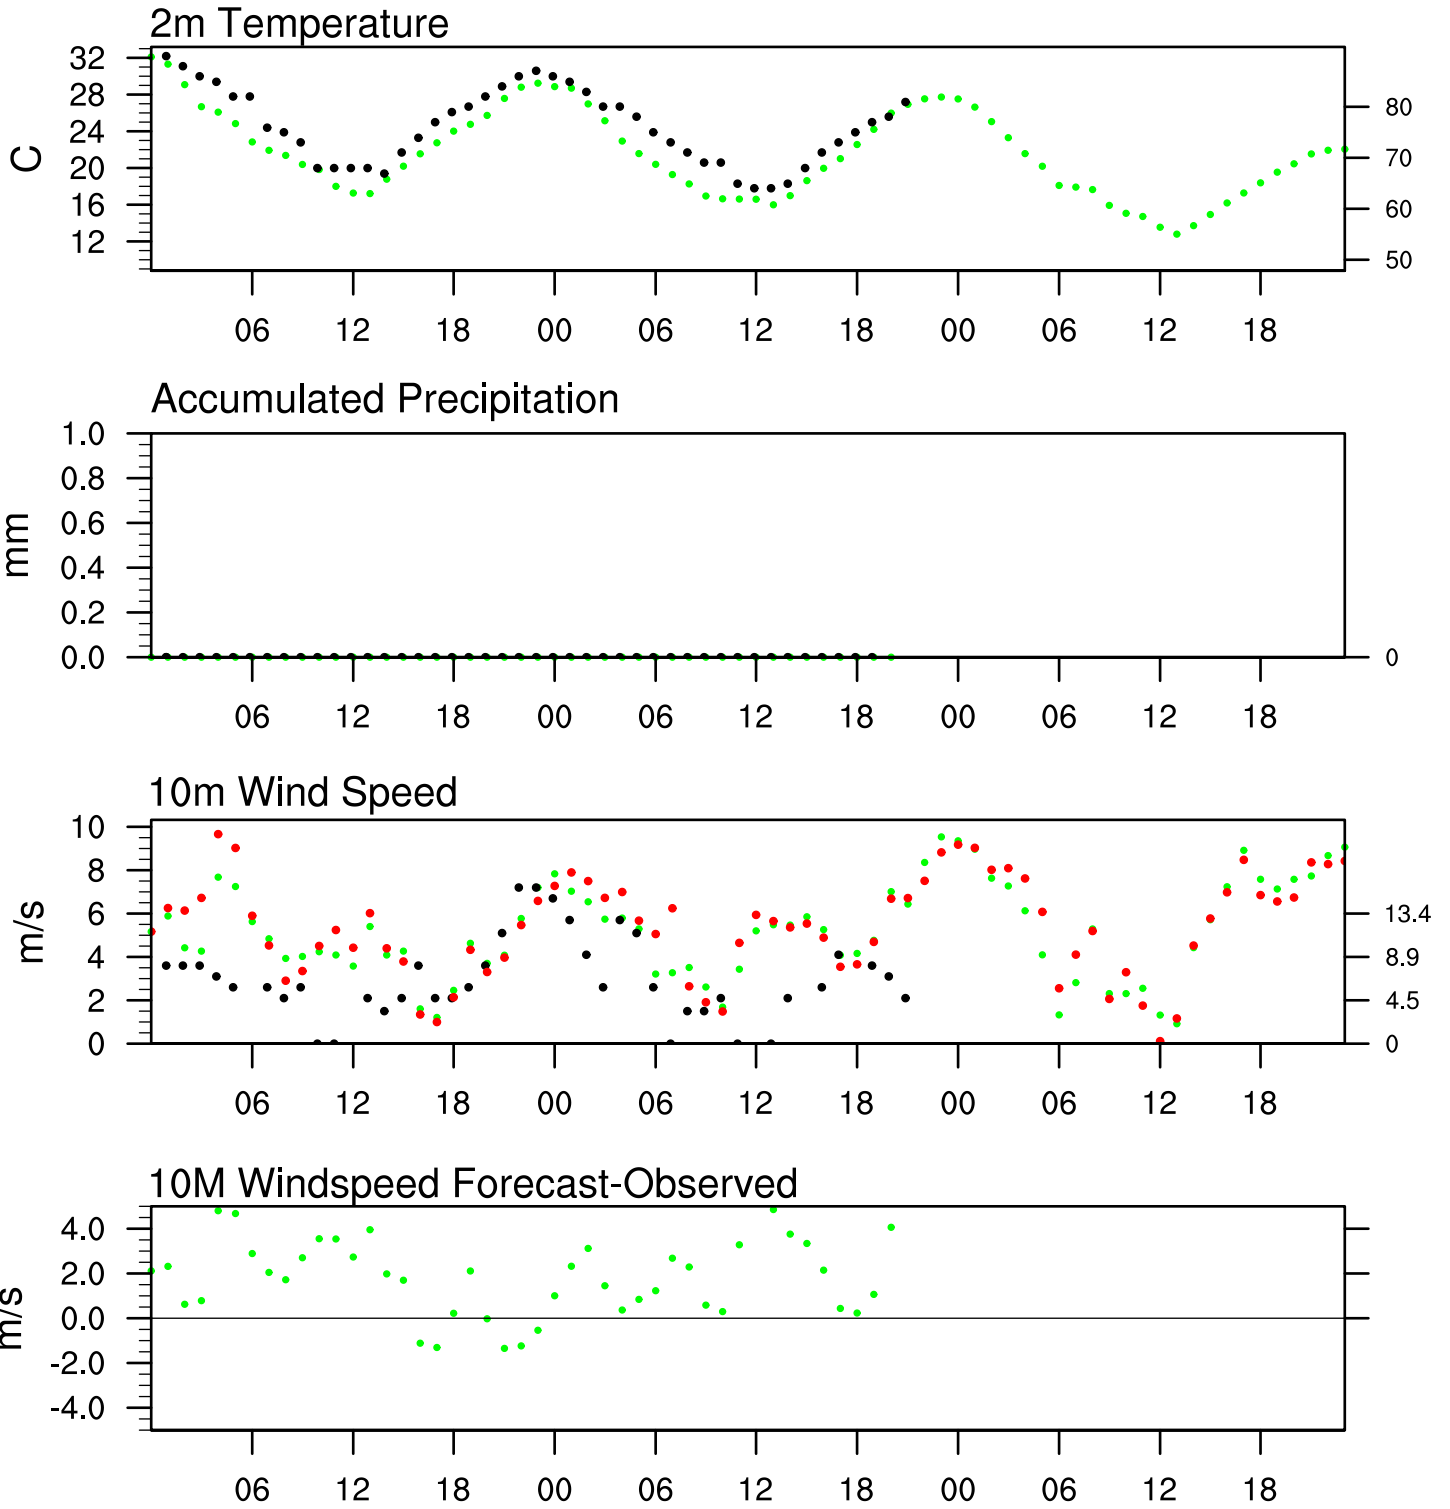 2m Temperature
32
28
24
20
16
12
C
80
70
60
50
06 12 18 00 06 12 18 00 06 12 18
Accumulated Precipitation
1.0
0.8
0.6
0.4
0.2
0.0
mm
0
06 12 18 00 06 12 18 00 06 12 18
10m Wind Speed
10
8
6
4
2
0
m/s
13.4
8.9
4.5
0
06 12 18 00 06 12 18 00 06 12 18
10M Windspeed Forecast-Observed
4.0
2.0
0.0
-2.0
-4.0
m/s
06 12 18 00 06 12 18 00 06 12 18